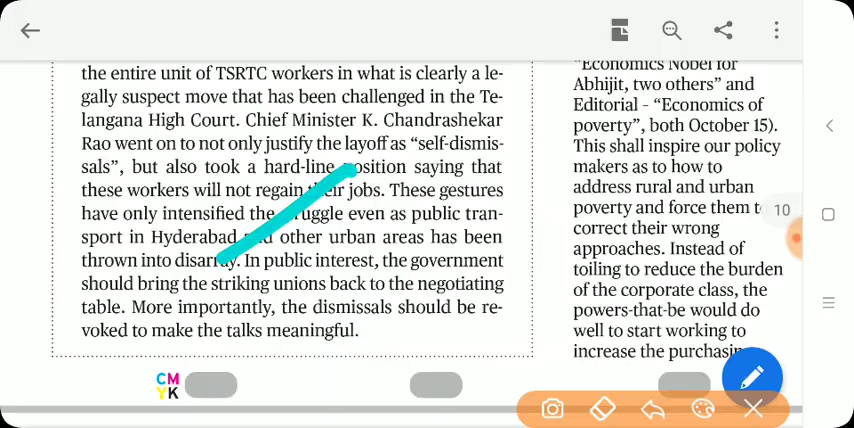 the entire unit of TSRTC workers in what is clearly a le-
gally suspect move that has been challenged in the Te-
langana High Court. Chief Minister K. Chandrashekar
Rao went on to not only justify the layoff as “self-dismis-
sals”, but also took a hard-line position saying that
these workers will not regain their jobs. These gestures
have only intensified the struggle even as public tran-
sport in Hyderabad and other urban areas has been
thrown into disarray. In public interest, the government
should bring the striking unions back to the negotiating
table. More importantly, the dismissals should be re-
voked to make the talks meaningful.
“Economics Nobel for
Abhijit, two others” and
Editorial - “Economics of
poverty”, both October 15).
This shall inspire our policy
makers as to how to
address rural and urban
poverty and force them
correct their wrong
approaches. Instead of
toiling to reduce the burden
of the corporate class, the
powers-that-be would do
well to start working to
increase the
10
CM
YK